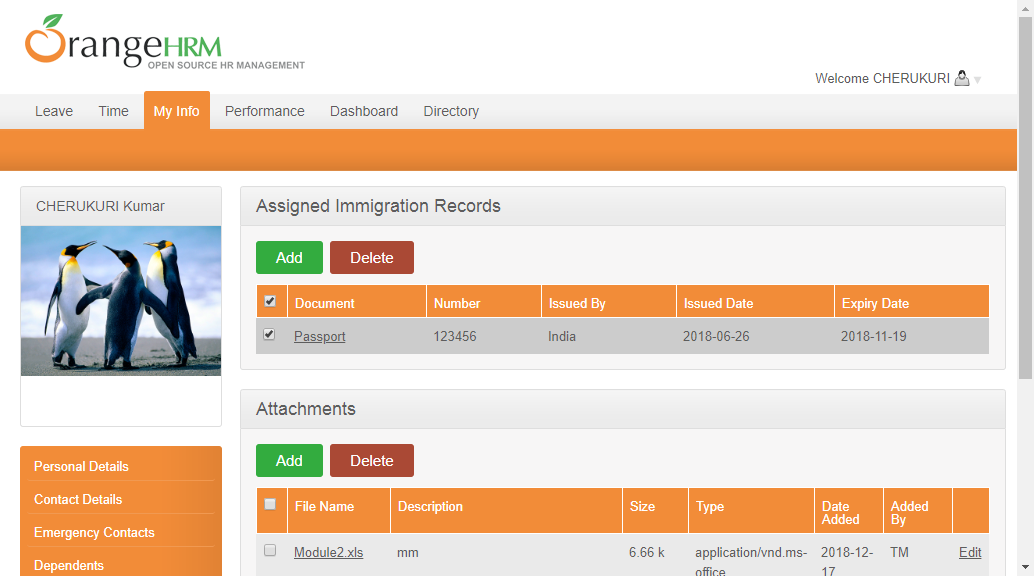 OrangeHRM
OPEN SOURCE HR MANAGEMENT
Welcome CHERUKURI
Leave Time My Info Performance Dashboard Directory
CHERUKURI Kumar
Personal Details
Contact Details
Emergency Contacts
Dependents
Assigned Immigration Records
Add Delete
Document Number Issued By Issued Date Expiry Date
Passport 123456 India 2018-06-26 2018-11-19
Attachments
Add Delete
File Name Description Size Type Date Added Added By
Module2.xls mm 6.66 k application/vnd.ms-office 2018-12-17 TM Edit